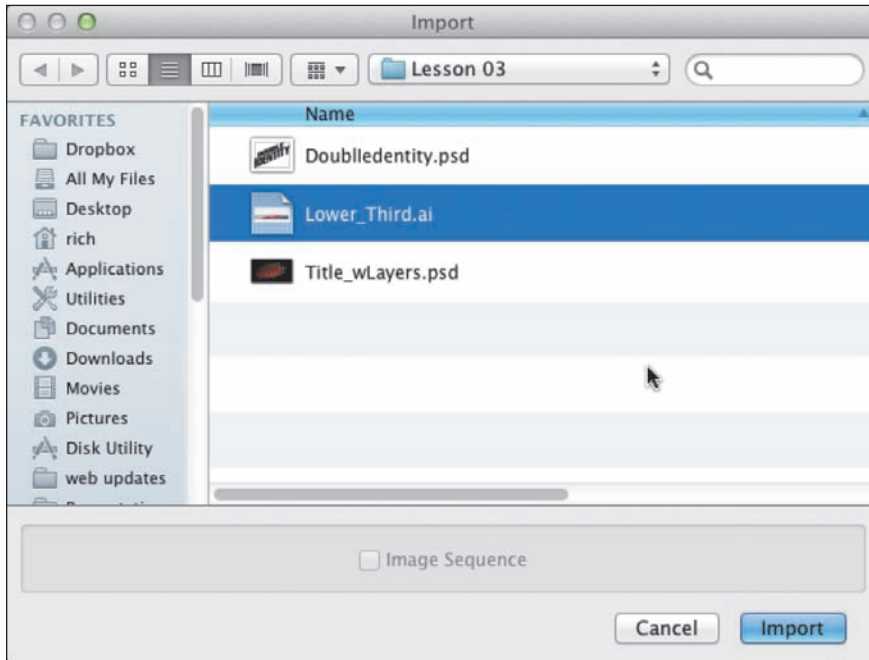 Import
Lesson 03
FAVORITES
Dropbox
All My Files
Desktop
rich
Applications
Utilities
Documents
Downloads
Movies
Pictures
Disk Utility
web updates
Name
DoublIedentity.psd
Lower_Third.ai
Title_wLayers.psd
Image Sequence
Cancel
Import